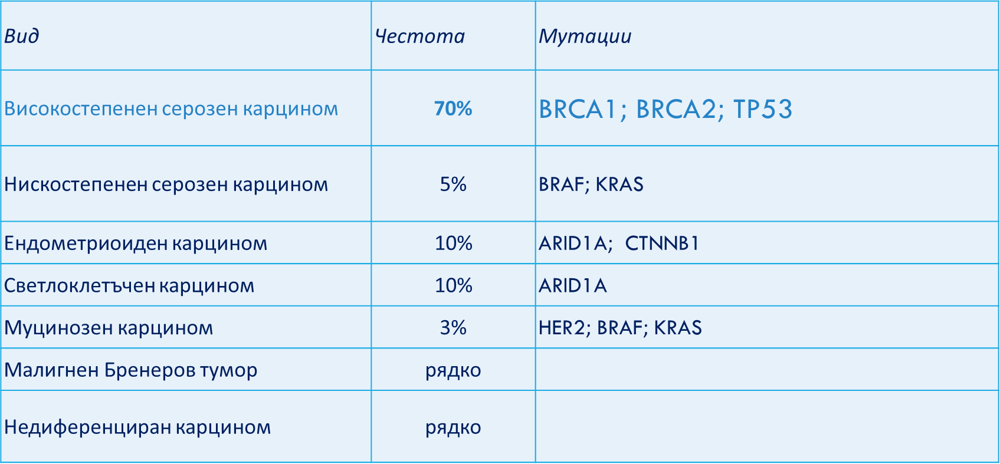 Вид Честота Мутации
Високостепенен серозен карцином 70% BRCA1; BRCA2; TP53
Нискостепенен серозен карцином 5% BRAF; KRAS
Ендометриоиден карцином 10% ARID1A; CTNNB1
Светлоклетъчен карцином 10% ARID1A
Муцинозен карцином 3% HER2; BRAF; KRAS
Малигнен Бренеров тумор рядко
Недиференциран карцином рядко